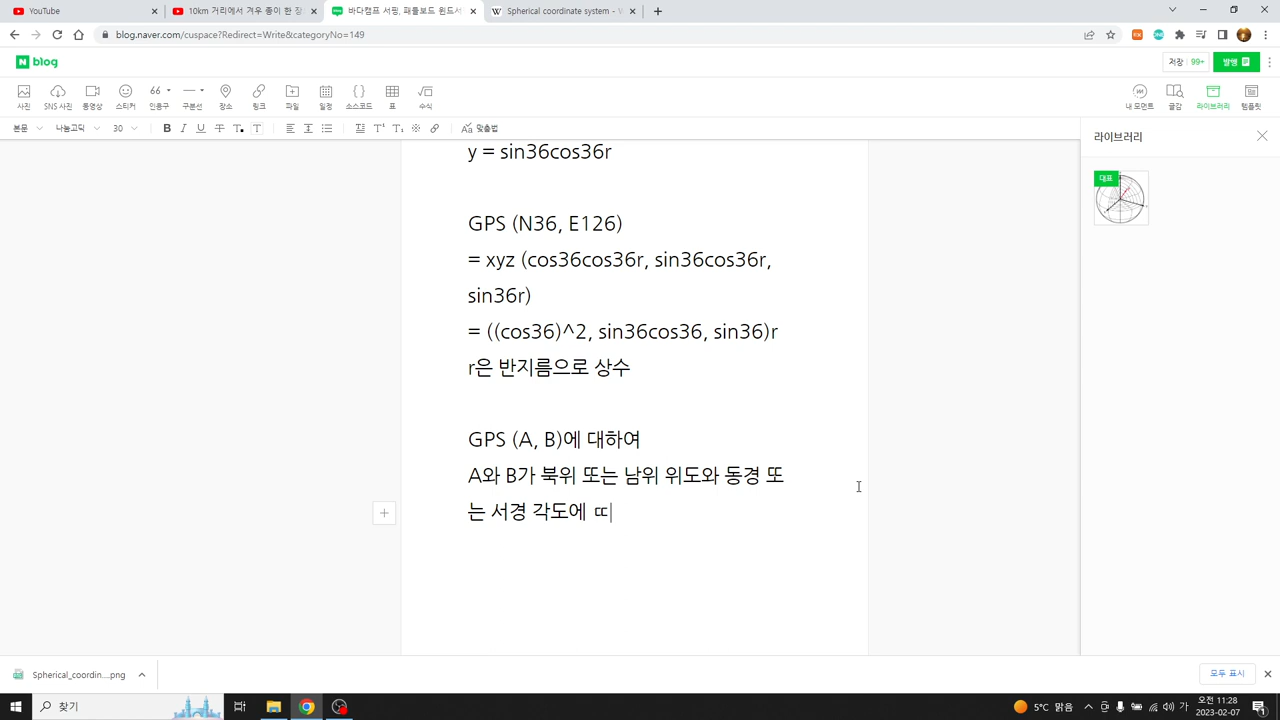 YouTube
10km 거리에서 겨우 종이 한 장
바다캠프 서핑, 패들보드 윈드서
Spherical coordinate system - W
blog.naver.com/cuspace?Redirect=Write&categoryNo=149
N blog
저장 99+
발행
사진
SNS 사진
동영상
스티커
인용구
구분선
장소
링크
파일
일정
소스코드
표
수식
내 모먼트
글감
라이브러리
템플릿
본문
나눔고딕
30
맞춤법
라이브러리
대표
y = sin36cos36r
GPS (N36, E126)
= xyz (cos36cos36r, sin36cos36r,
sin36r)
= ((cos36)^2, sin36cos36, sin36)r
r은 반지름으로 상수
GPS (A, B)에 대하여
A와 B가 북위 또는 남위 위도와 동경 또
는 서경 각도에 ㄸ
Spherical_coordin....png
모두 표시
찾기
5°C 맑음
가
오전 11:28
2023-02-07